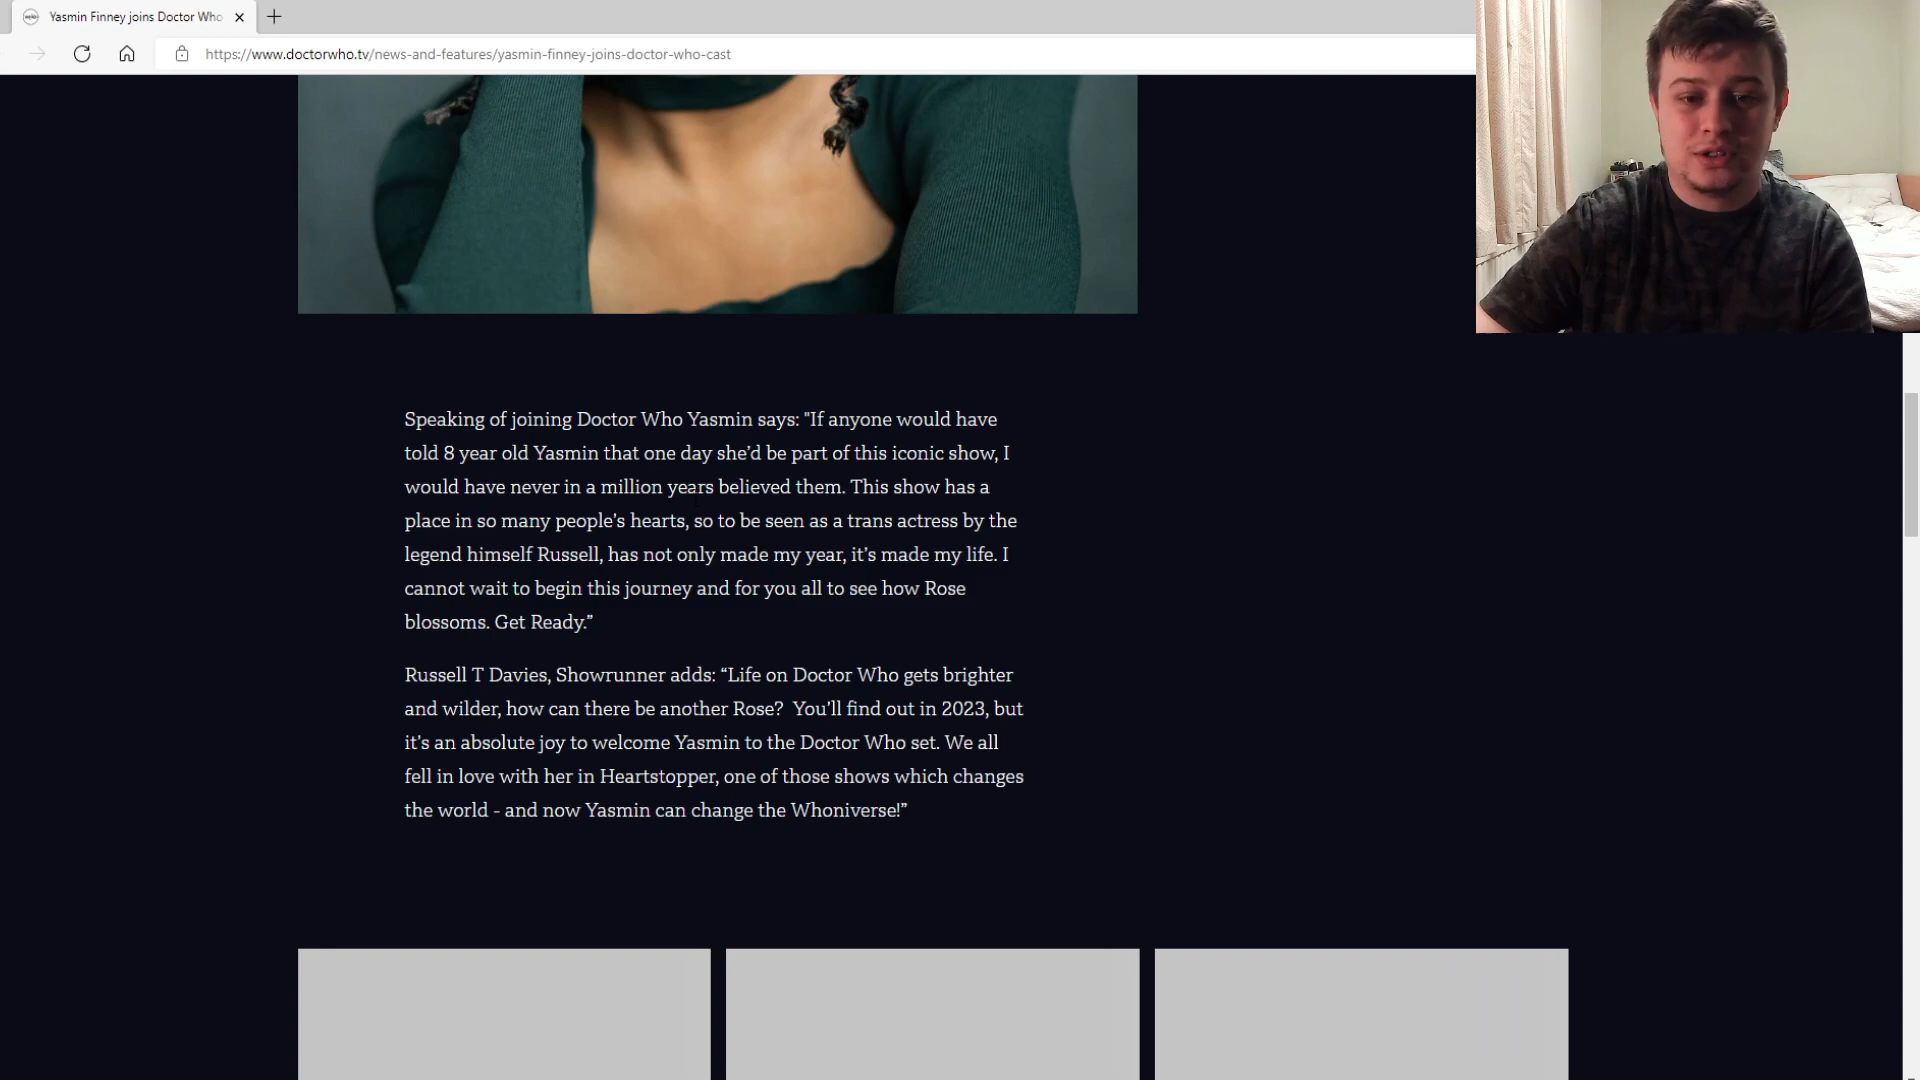 Yasmin Finney joins Doctor Who
https://www.doctorwho.tv/news-and-features/yasmin-finney-joins-doctor-who-cast
Speaking of joining Doctor Who Yasmin says: "If anyone would have
told 8 year old Yasmin that one day she’d be part of this iconic show, I
would have never in a million years believed them. This show has a
place in so many people’s hearts, so to be seen as a trans actress by the
legend himself Russell, has not only made my year, it’s made my life. I
cannot wait to begin this journey and for you all to see how Rose
blossoms. Get Ready.”
Russell T Davies, Showrunner adds: “Life on Doctor Who gets brighter
and wilder, how can there be another Rose?  You’ll find out in 2023, but
it’s an absolute joy to welcome Yasmin to the Doctor Who set. We all
fell in love with her in Heartstopper, one of those shows which changes
the world - and now Yasmin can change the Whoniverse!”